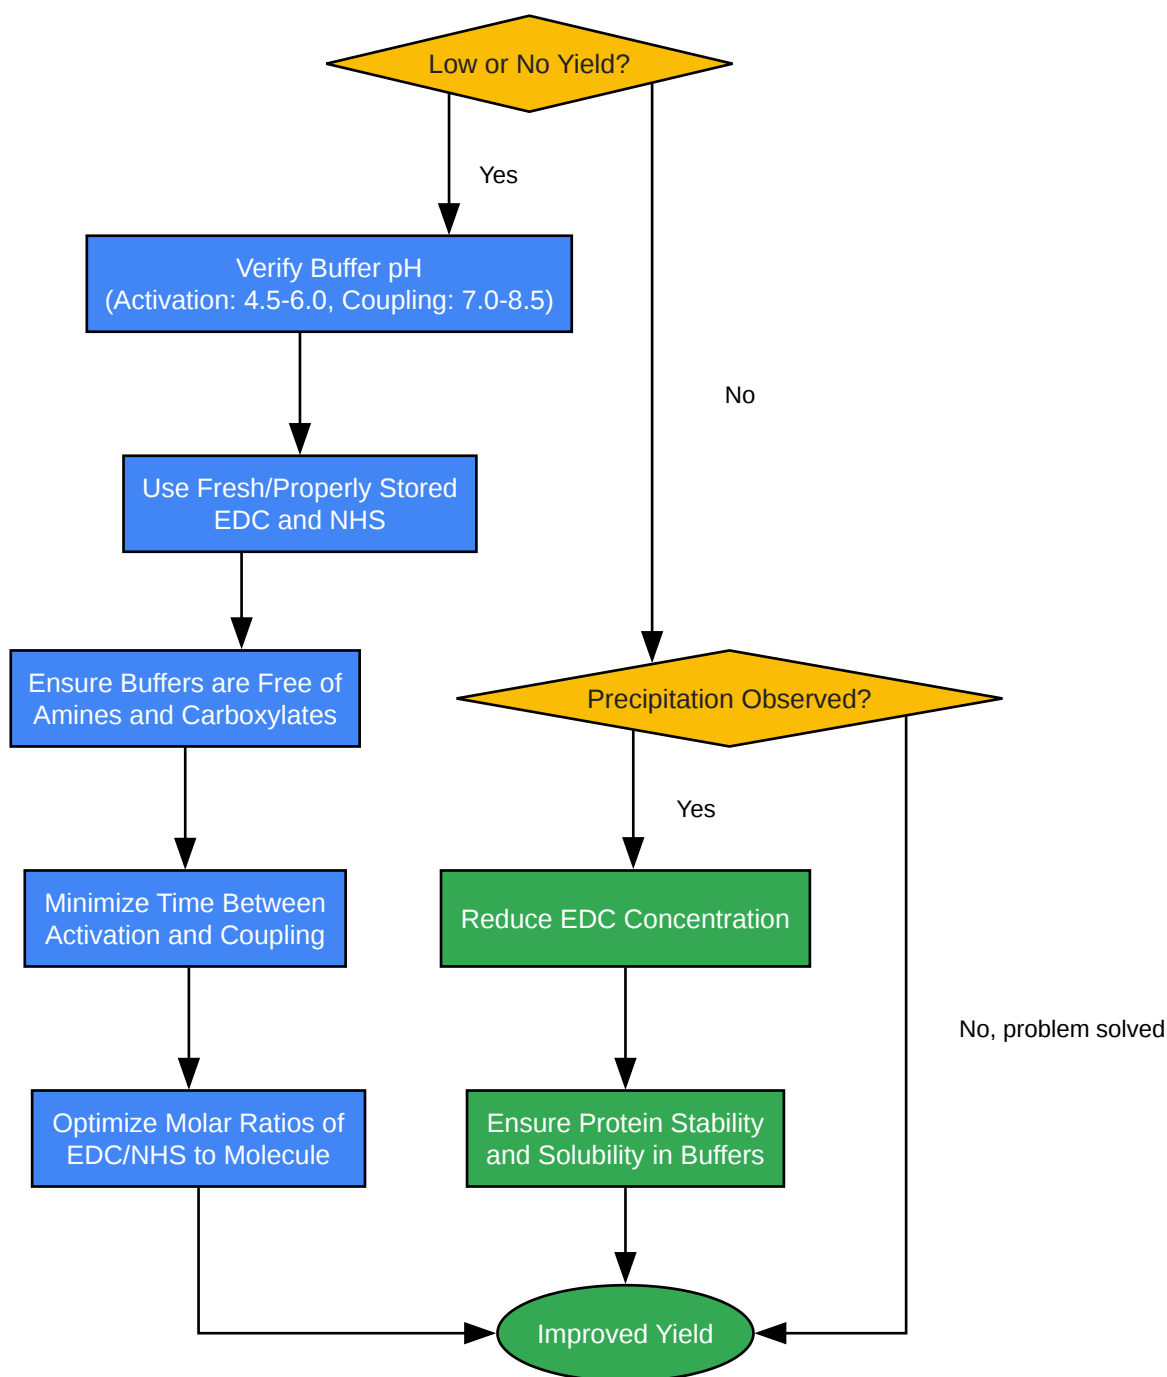 Low or No Yield?
Yes
Verify Buffer pH
(Activation: 4.5-6.0, Coupling: 7.0-8.5)
No
Use Fresh/Properly Stored
EDC and NHS
Ensure Buffers are Free of
Amines and Carboxylates
Precipitation Observed?
Yes
Minimize Time Between
Activation and Coupling
Reduce EDC Concentration
No, problem solved
Optimize Molar Ratios of
EDC/NHS to Molecule
Ensure Protein Stability
and Solubility in Buffers
Improved Yield